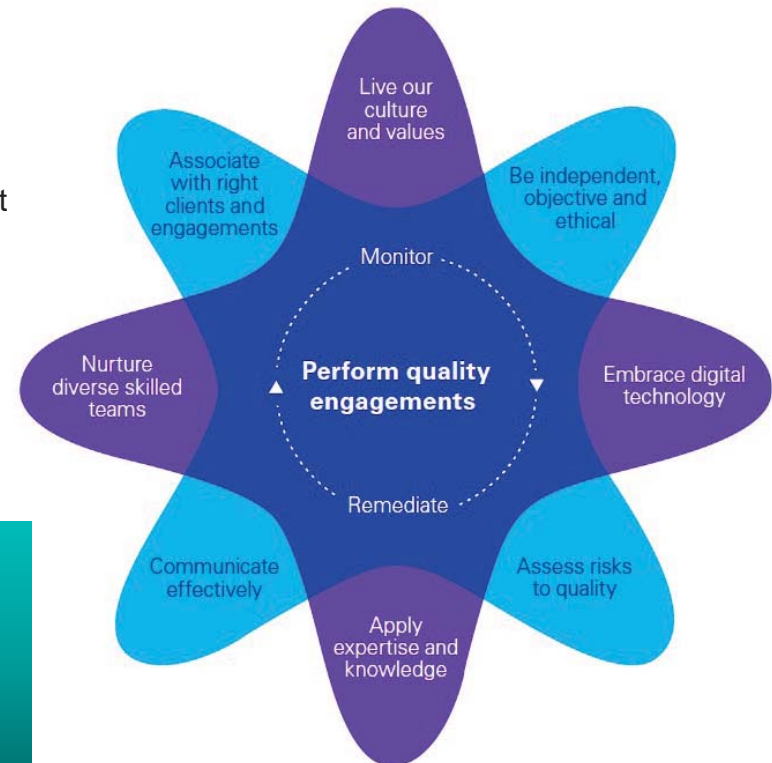 Live our
culture
and values
Associate
with right
clients and
engagements
Be independent,
objective and
ethical
t
Monitor
Nurture
diverse skilled
teams
Perform quality
engagements
Embrace digital
technology
Remediate
Communicate
effectively
Assess risks
to quality
Apply
expertise and
knowledge